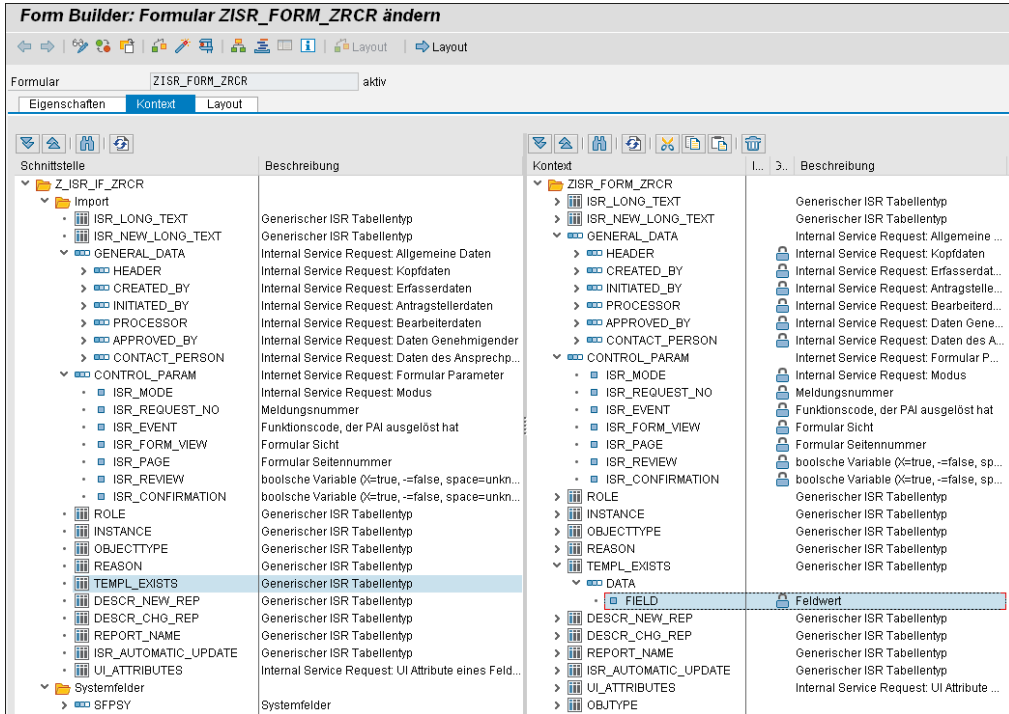 Form Builder: Formular ZISR_FORM_ZRCR ändern
Layout Layout
Formular ZISR_FORM_ZRCR aktiv
Eigenschaften Kontext Layout
Schnittstelle Beschreibung
Z_ISR_IF_ZRCR
Import
ISR_LONG_TEXT Generischer ISR Tabellentyp
ISR_NEW_LONG_TEXT Generischer ISR Tabellentyp
GENERAL_DATA Internal Service Request: Allgemeine Daten
HEADER Internal Service Request: Kopfdaten
CREATED_BY Internal Service Request: Erfasserdaten
INITIATED_BY Internal Service Request: Antragstellerdaten
PROCESSOR Internal Service Request: Bearbeiterdaten
APPROVED_BY Internal Service Request: Daten Genehmigender
CONTACT_PERSON Internal Service Request: Daten des Ansprechp...
CONTROL_PARAM Internet Service Request: Formular Parameter
ISR_MODE Internal Service Request: Modus
ISR_REQUEST_NO Meldungsnummer
ISR_EVENT Funktionscode, der PAI ausgelöst hat
ISR_FORM_VIEW Formular Sicht
ISR_PAGE Formular Seitennummer
ISR_REVIEW boolsche Variable (X=true, -=false, space=unkn...
ISR_CONFIRMATION boolsche Variable (X=true, -=false, space=unkn...
ROLE Generischer ISR Tabellentyp
INSTANCE Generischer ISR Tabellentyp
OBJECTTYPE Generischer ISR Tabellentyp
REASON Generischer ISR Tabellentyp
TEMPL_EXISTS Generischer ISR Tabellentyp
DESCR_NEW_REP Generischer ISR Tabellentyp
DESCR_CHG_REP Generischer ISR Tabellentyp
REPORT_NAME Generischer ISR Tabellentyp
ISR_AUTOMATIC_UPDATE Generischer ISR Tabellentyp
UI_ATTRIBUTES Internal Service Request: UI Attribute eines Feld...
Systemfelder
SFPSY Systemfelder
Kontext I... Beschreibung
ZISR_FORM_ZRCR
ISR_LONG_TEXT Generischer ISR Tabellentyp
ISR_NEW_LONG_TEXT Generischer ISR Tabellentyp
GENERAL_DATA Internal Service Request: Allgemeine ...
HEADER Internal Service Request: Kopfdaten
CREATED_BY Internal Service Request: Erfasserdat...
INITIATED_BY Internal Service Request: Antragstelle...
PROCESSOR Internal Service Request: Bearbeiterd...
APPROVED_BY Internal Service Request: Daten Gene...
CONTACT_PERSON Internal Service Request: Daten des A...
CONTROL_PARAM Internet Service Request: Formular P...
ISR_MODE Internal Service Request: Modus
ISR_REQUEST_NO Meldungsnummer
ISR_EVENT Funktionscode, der PAI ausgelöst hat
ISR_FORM_VIEW Formular Sicht
ISR_PAGE Formular Seitennummer
ISR_REVIEW boolsche Variable (X=true, -=false, sp...
ISR_CONFIRMATION boolsche Variable (X=true, -=false, sp...
ROLE Generischer ISR Tabellentyp
INSTANCE Generischer ISR Tabellentyp
OBJECTTYPE Generischer ISR Tabellentyp
REASON Generischer ISR Tabellentyp
TEMPL_EXISTS Generischer ISR Tabellentyp
DATA
FIELD Feldwert
DESCR_NEW_REP Generischer ISR Tabellentyp
DESCR_CHG_REP Generischer ISR Tabellentyp
REPORT_NAME Generischer ISR Tabellentyp
ISR_AUTOMATIC_UPDATE Generischer ISR Tabellentyp
UI_ATTRIBUTES Internal Service Request: UI Attribute ...
OBJTYPE